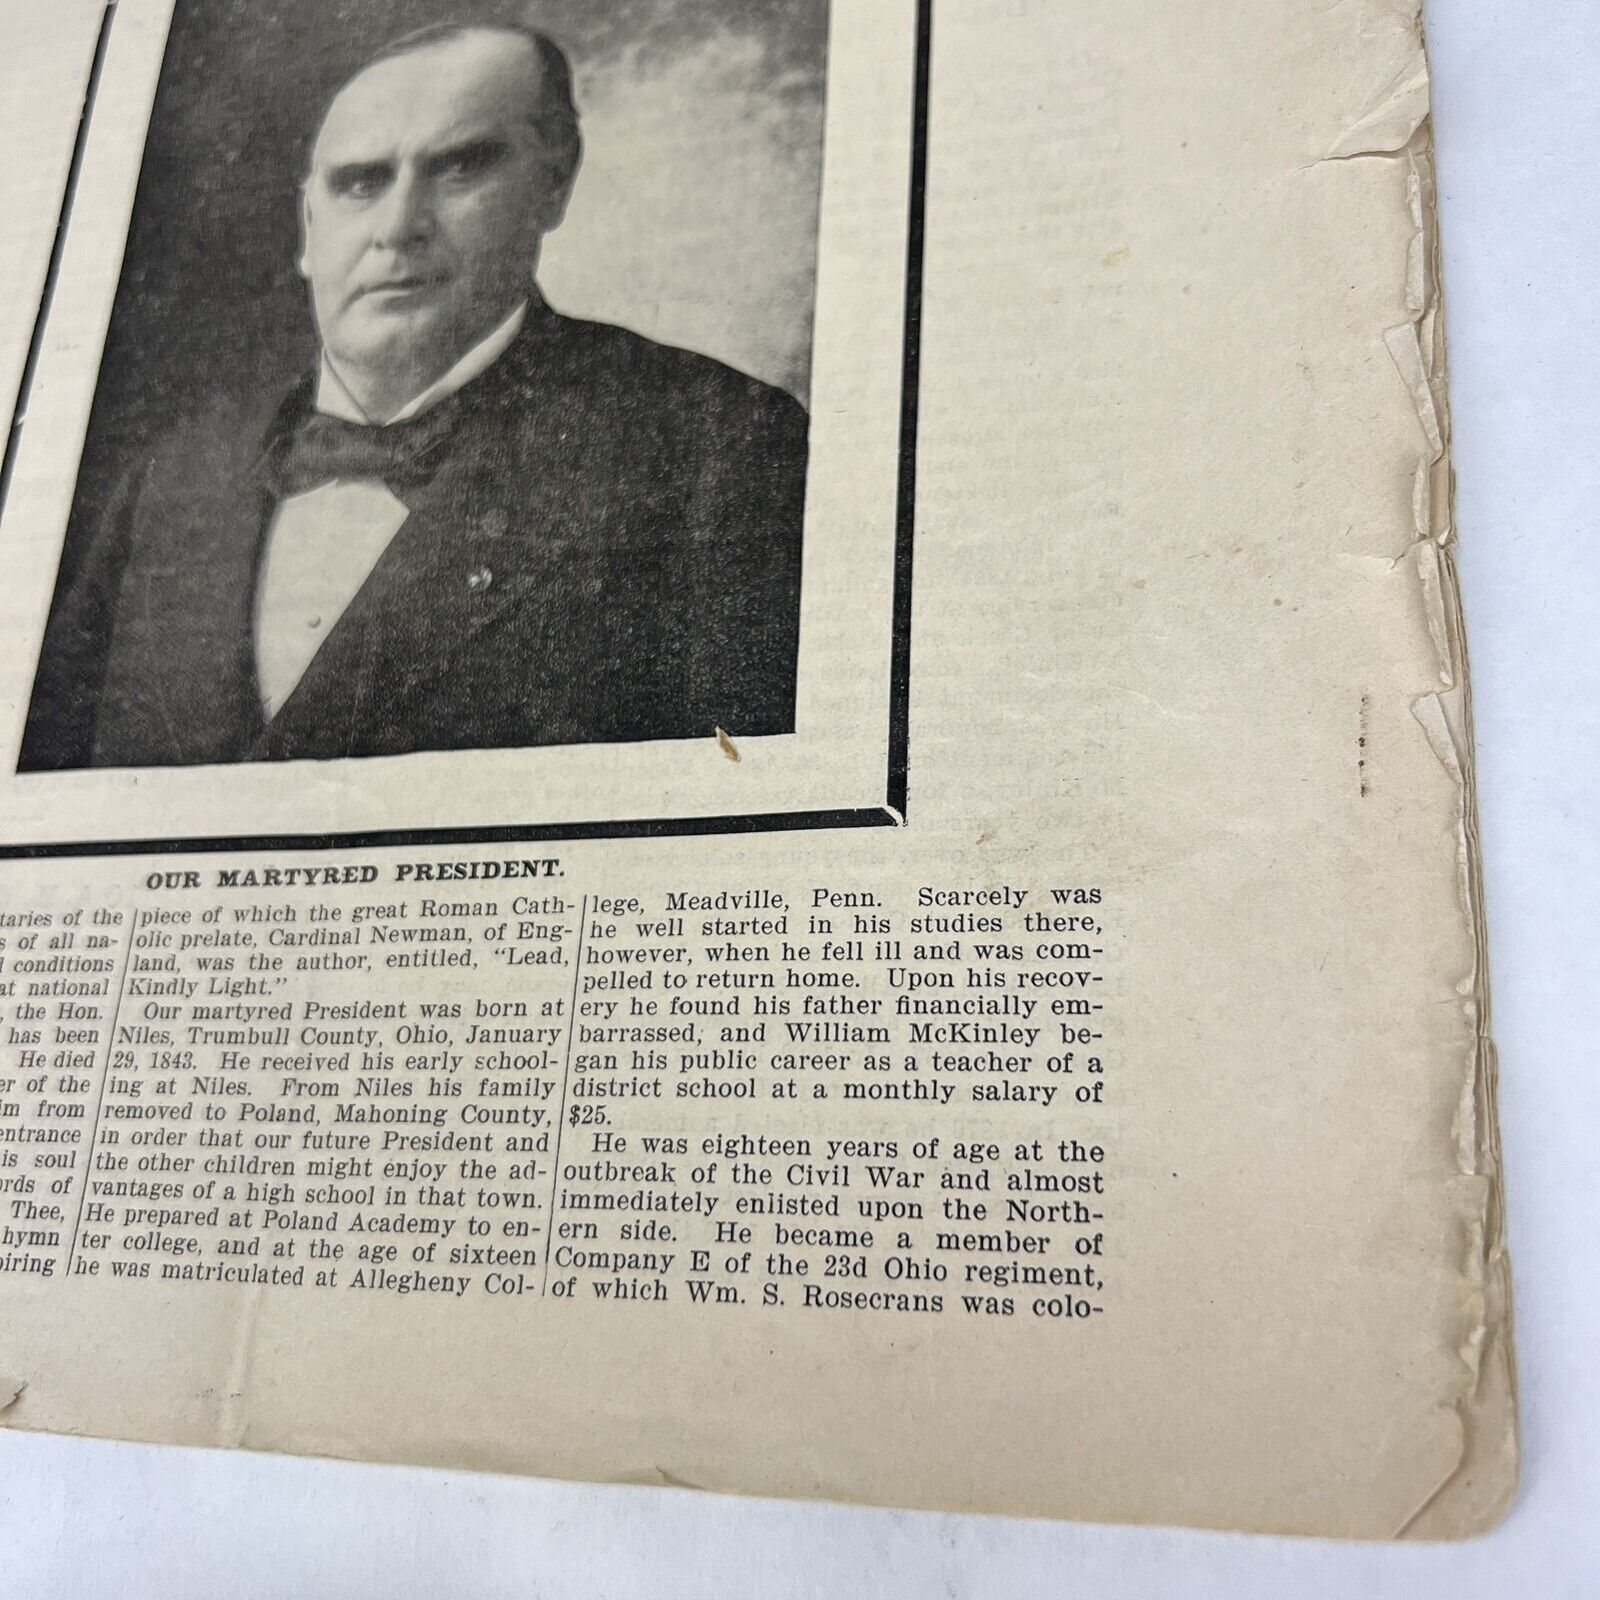 OUR MARTYRED PRESIDENT.
taries of the
s of all na-
conditions
at national
the Hon.
has been
He died
er of the
im from
entrance
is soul
rds of
Thee,
hymn
piring
piece of which the great Roman Cath-
olic prelate, Cardinal Newman, of Eng-
land, was the author, entitled, "Lead,
Kindly Light."
Our martyred President was born at
Niles, Trumbull County, Ohio, January
29, 1843. He received his early school-
ing at Niles. From Niles his family
removed to Poland, Mahoning County,
in order that our future President and
the other children might enjoy the ad-
vantages of a high school in that town.
He prepared at Poland Academy to en-
ter college, and at the age of sixteen
he was matriculated at Allegheny Col-
lege, Meadville, Penn. Scarcely was
he well started in his studies there,
however, when he fell ill and was com-
pelled to return home. Upon his recov-
ery he found his father financially em-
barrassed, and William McKinley be-
gan his public career as a teacher of a
district school at a monthly salary of
$25.
He was eighteen years of age at the
outbreak of the Civil War and almost
immediately enlisted upon the North-
ern side. He became a member of
Company E of the 23d Ohio regiment,
of which Wm. S. Rosecrans was colo-